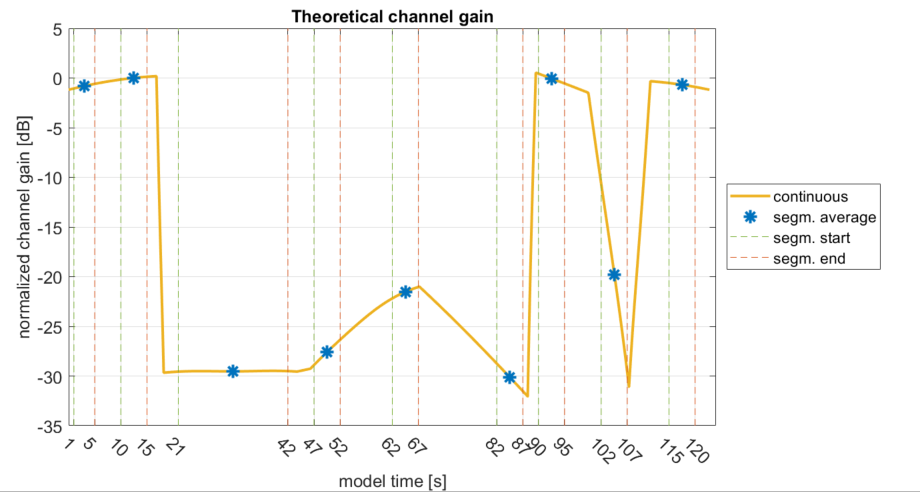 Theoretical channel gain
normalized channel gain [dB]
5
0
-5
-10
-15
-20
-25
-30
-35
1 5 10 15 21 42 47 52 62 67 82 87 90 95 102 107 115 120
model time [s]
continuous
segm. average
segm. start
segm. end